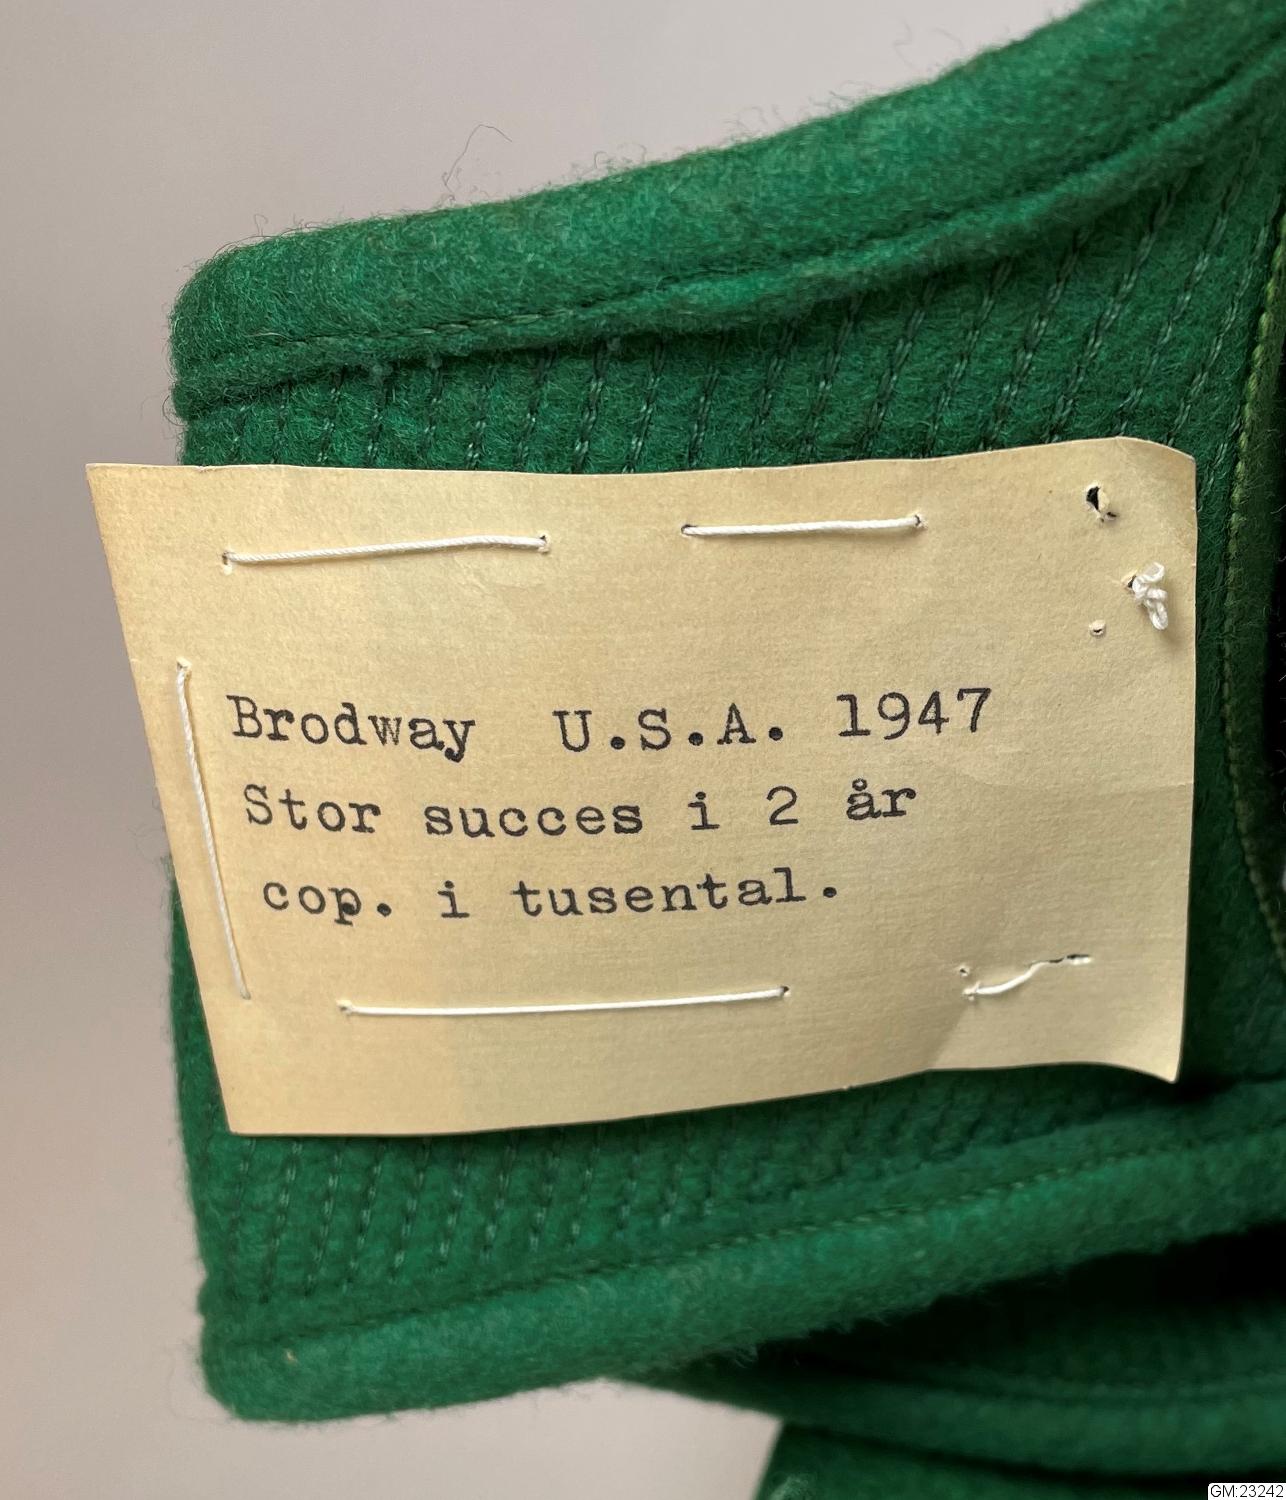 Brodway U.S.A. 1947
Stor succes i 2 år
cop. i tusental.
GM:23242